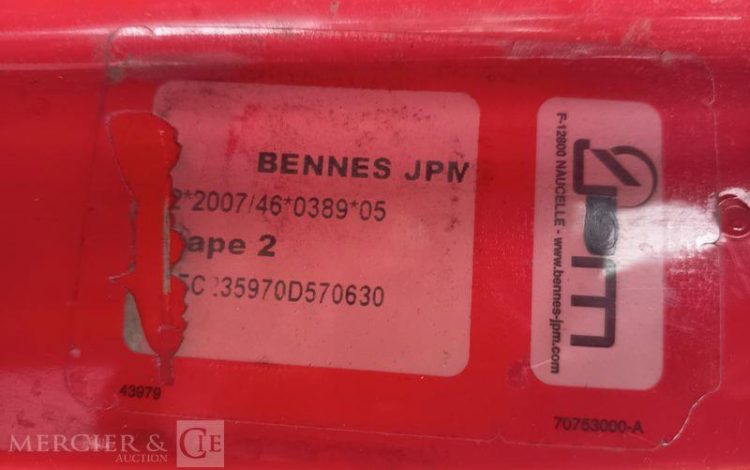 BENNES JPM
2*2007/46*0389*05
ape 2
5C 235970D570630
43979
jpm
F-12800 NAUCELLE - www.bennes-jpm.com
70753000-A
MERCIER & CIE
AUCTION